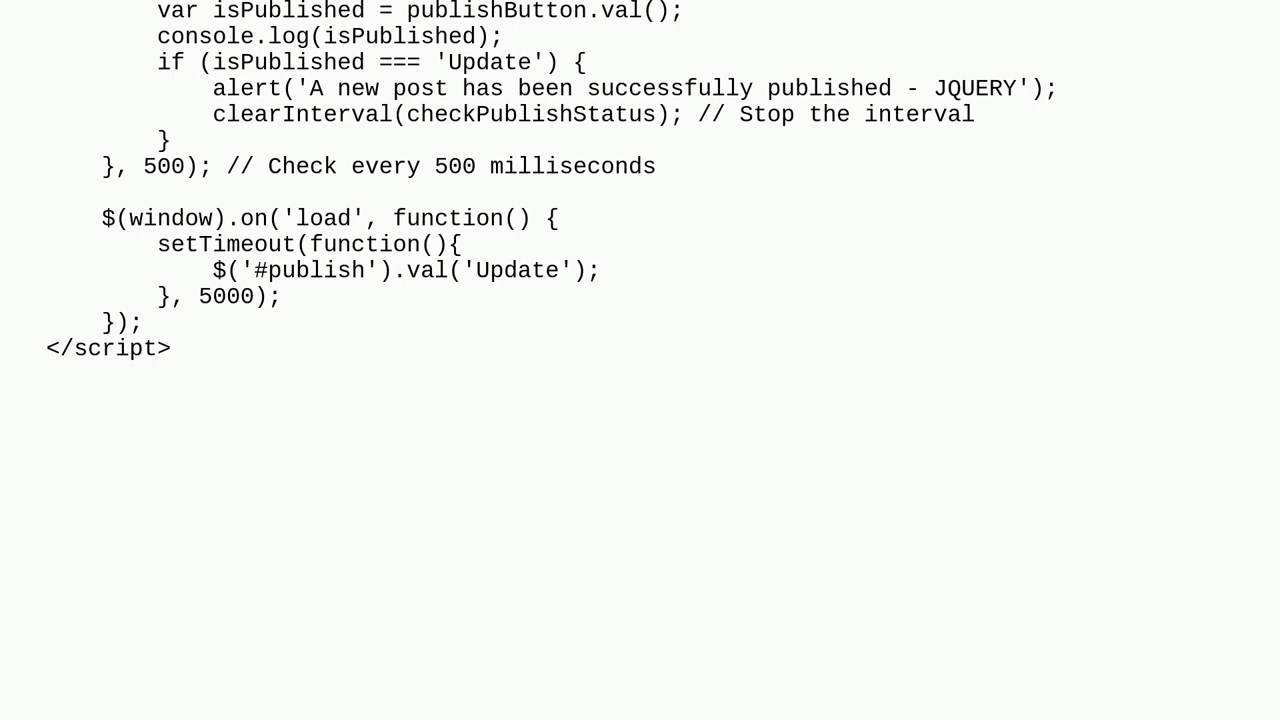 var isPublished = publishButton.val();
console.log(isPublished);
if (isPublished === 'Update') {
alert('A new post has been successfully published - JQUERY');
clearInterval(checkPublishStatus); // Stop the interval
}
}, 500); // Check every 500 milliseconds
$(window).on('load', function() {
setTimeout(function(){
$('#publish').val('Update');
}, 5000);
});
</script>